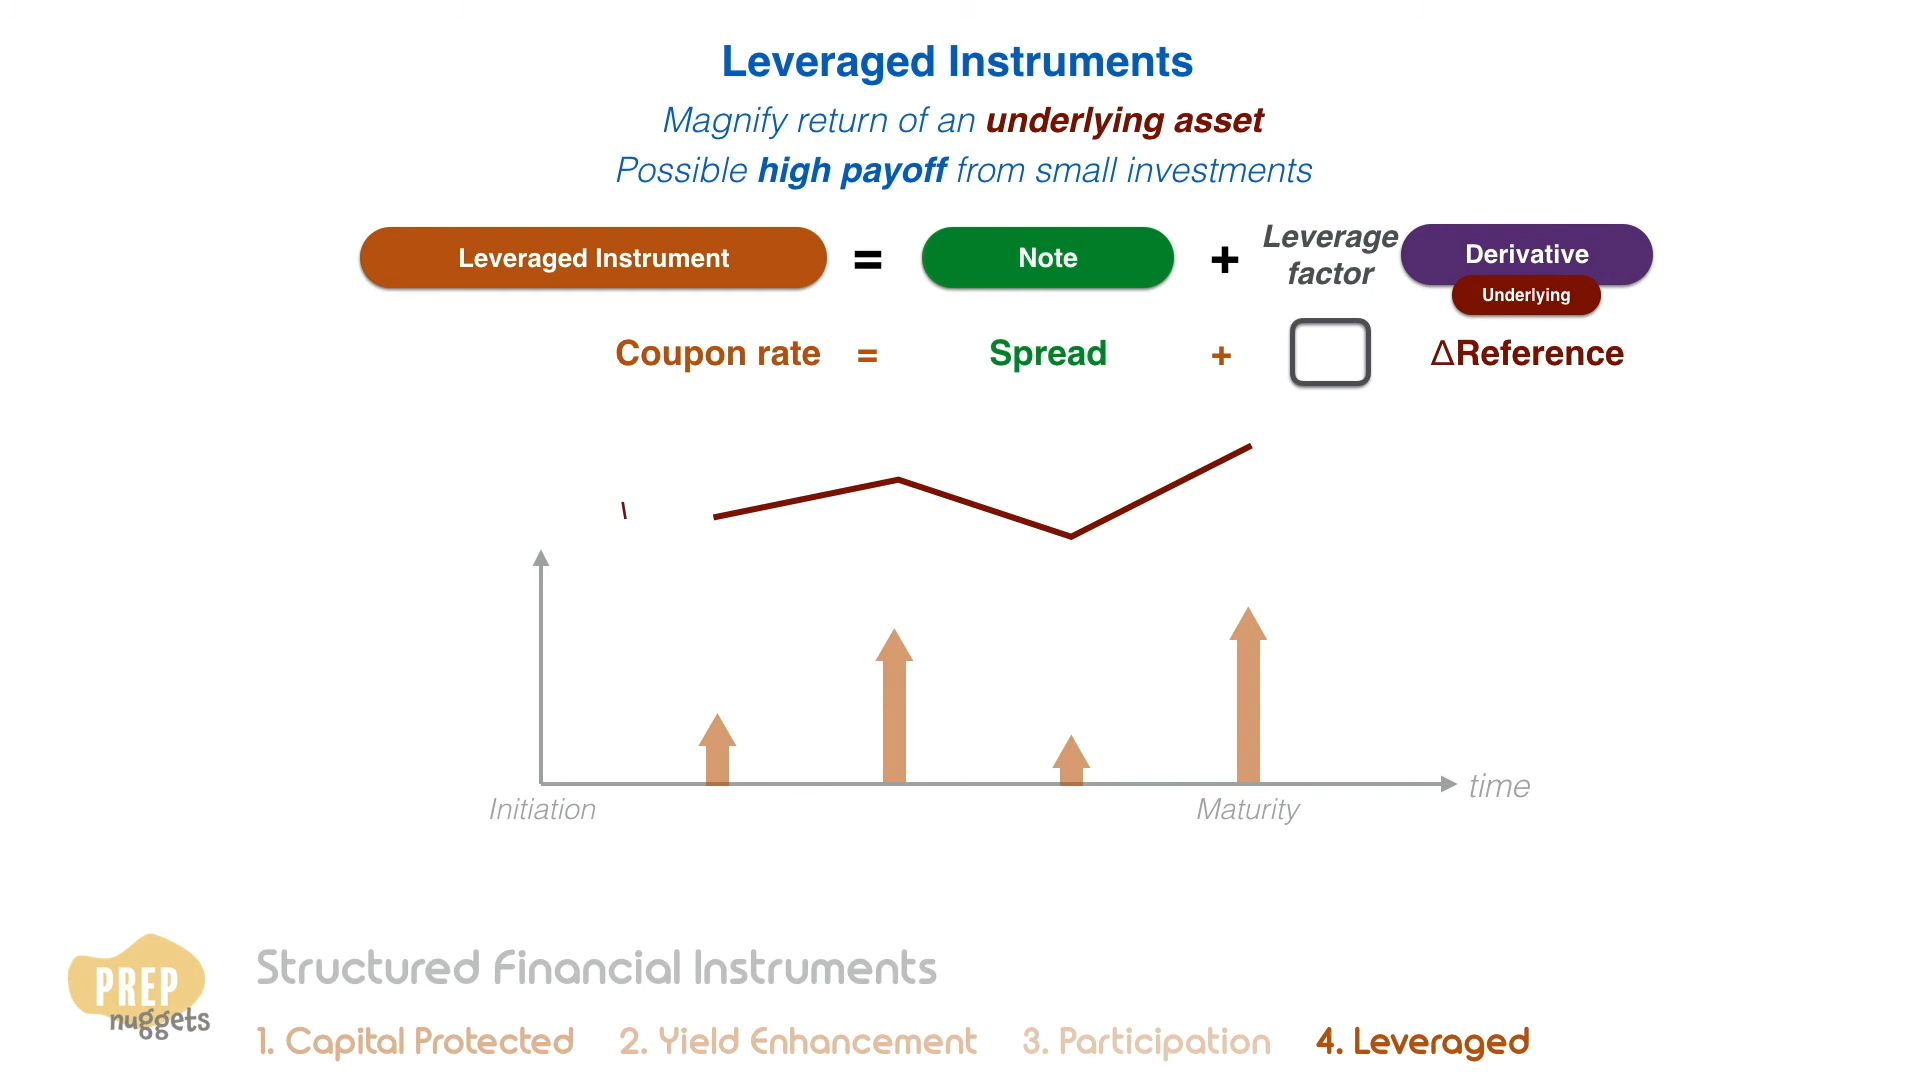 Leveraged Instruments
Magnify return of an underlying asset
Possible high payoff from small investments
Leveraged Instrument = Note + Leverage factor Derivative
Underlying
Coupon rate = Spread + ΔReference
Initiation
Maturity
time
PREP
nuggets
Structured Financial Instruments
1. Capital Protected 2. Yield Enhancement 3. Participation 4. Leveraged